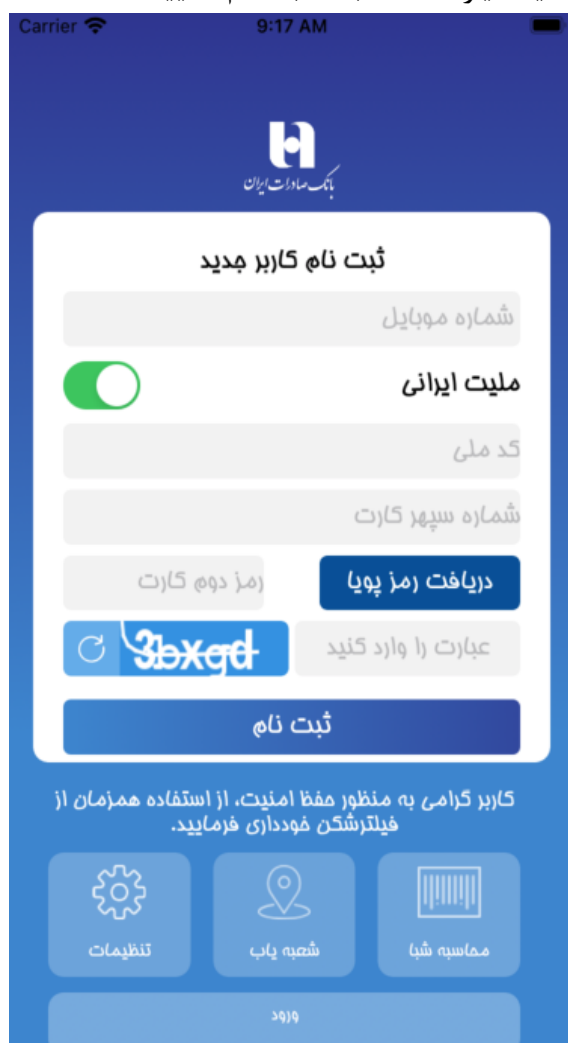 Carrier 9:17 AM
بانک صادرات ایران
ثبت نام کاربر جدید
شماره موبایل
ملیت ایرانی
کد ملی
شماره سپهر کارت
دریافت رمز پویا رمز دوم کارت
عبارت را وارد کنید 3bxgd
ثبت نام
کاربر گرامی به منظور حفظ امنیت، از استفاده همزمان از
فیلترشکن خودداری فرمایید.
محاسبه شبا شعبه یاب تنظیمات
ورود